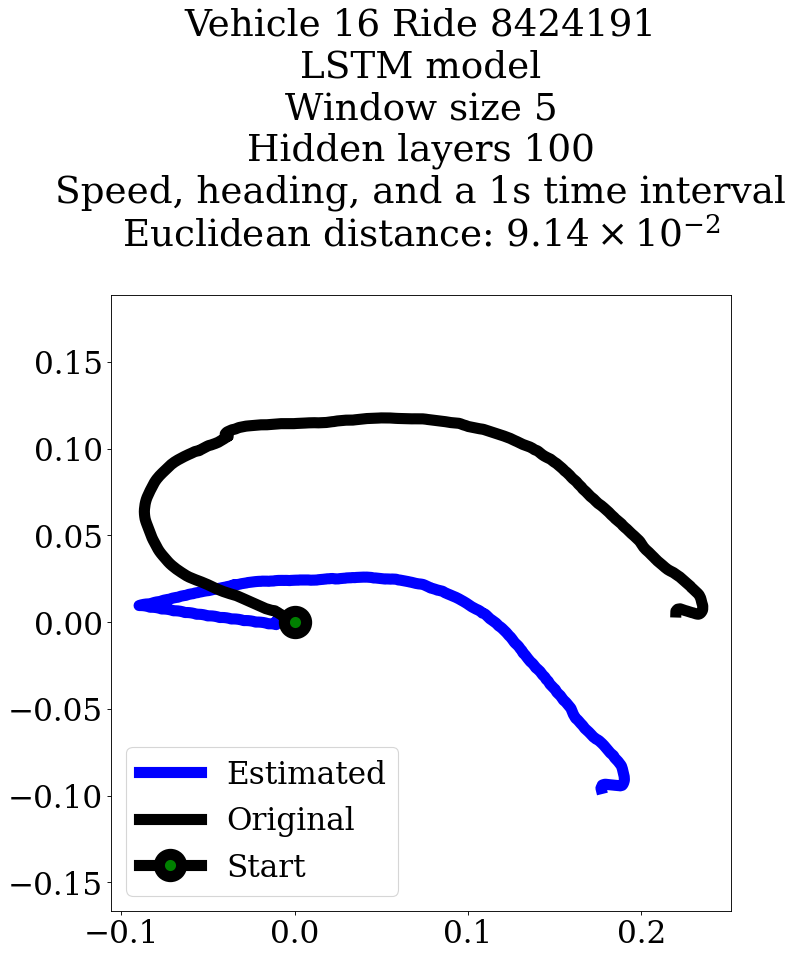 Vehicle 16 Ride 8424191
LSTM model
Window size 5
Hidden layers 100
Speed, heading, and a 1s time interval
Euclidean distance: 9.14 × 10⁻²
0.15
0.10
0.05
0.00
−0.05
−0.10
−0.15
Estimated
Original
Start
−0.1 0.0 0.1 0.2